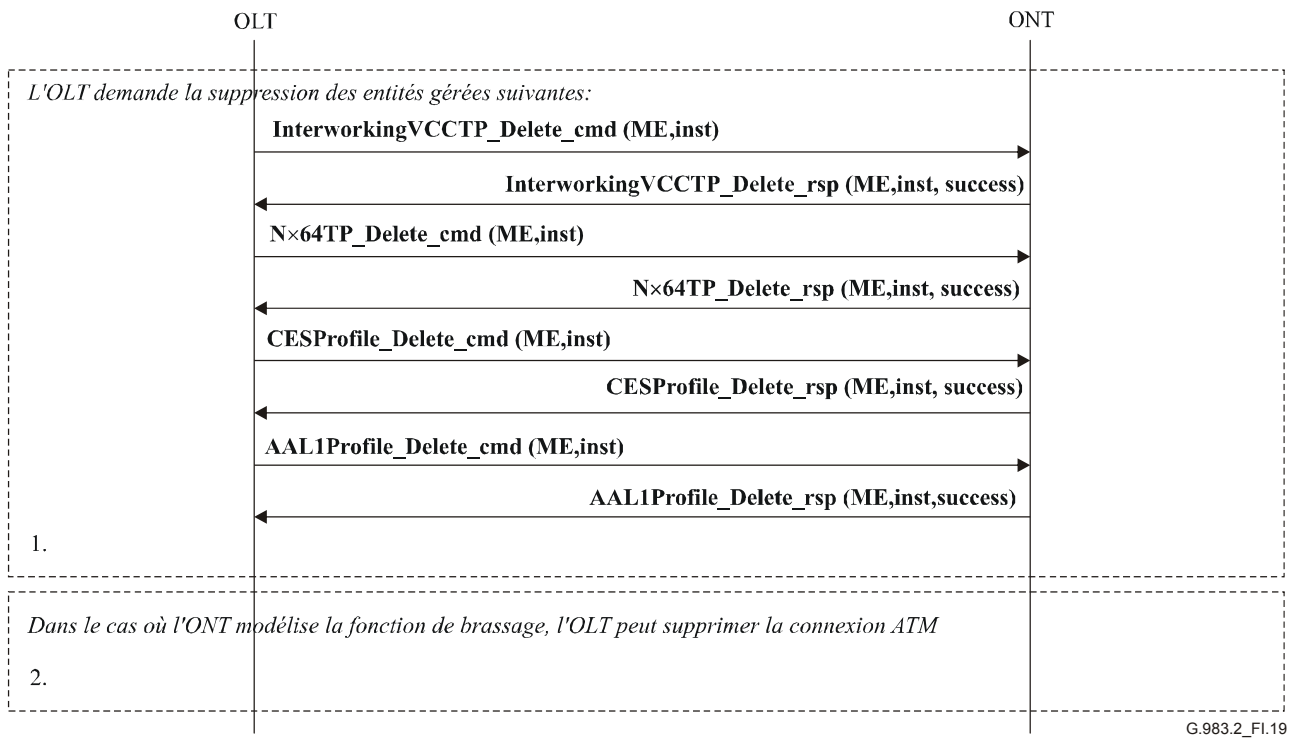 OLT
ONT
L'OLT demande la suppression des entités gérées suivantes:
InterworkingVCCTP_Delete_cmd (ME,inst)
InterworkingVCCTP_Delete_rsp (ME,inst, success)
N×64TP_Delete_cmd (ME,inst)
N×64TP_Delete_rsp (ME,inst, success)
CESProfile_Delete_cmd (ME,inst)
CESProfile_Delete_rsp (ME,inst, success)
AAL1Profile_Delete_cmd (ME,inst)
AAL1Profile_Delete_rsp (ME,inst,success)
1.
Dans le cas où l'ONT modélise la fonction de brassage, l'OLT peut supprimer la connexion ATM
2.
G.983.2_FI.19